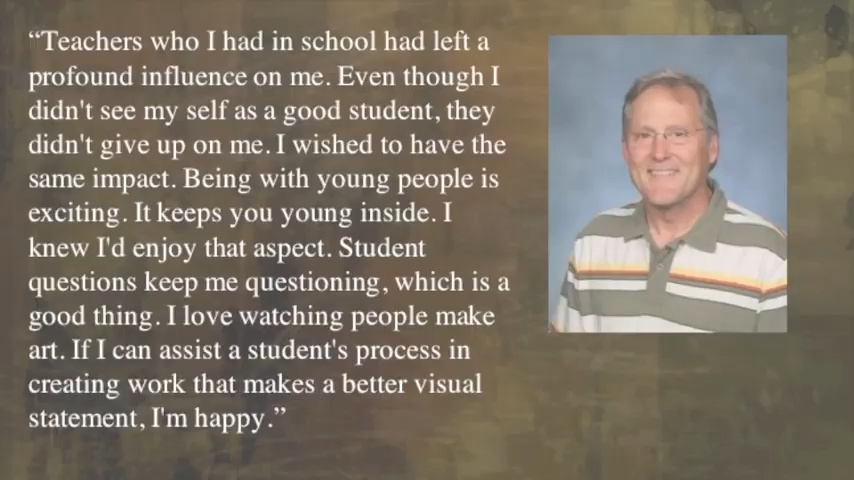 “Teachers who I had in school had left a
profound influence on me. Even though I
didn't see my self as a good student, they
didn't give up on me. I wished to have the
same impact. Being with young people is
exciting. It keeps you young inside. I
knew I'd enjoy that aspect. Student
questions keep me questioning, which is a
good thing. I love watching people make
art. If I can assist a student's process in
creating work that makes a better visual
statement, I'm happy.”